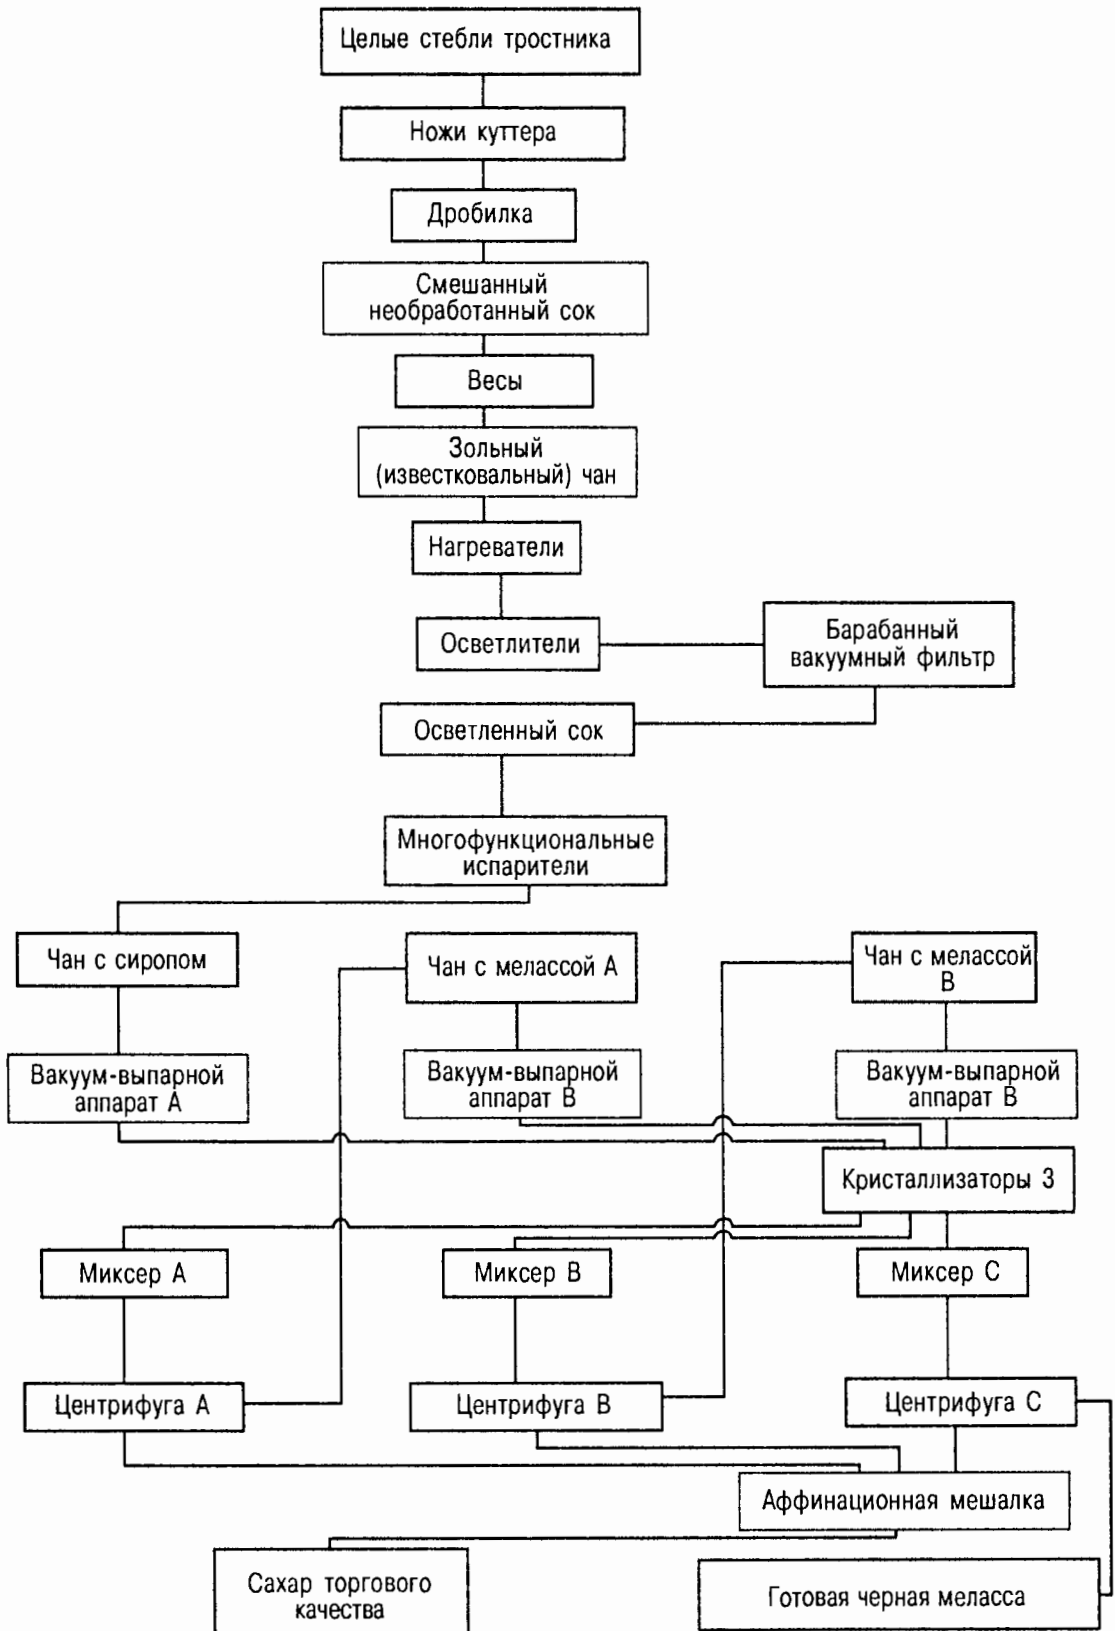 Целые стебли тростника
Ножи куттера
Дробилка
Смешанный
необработанный сок
Весы
Зольный
(известковальный) чан
Нагреватели
Осветлители
Барабанный
вакуумный фильтр
Осветленный сок
Многофункциональные
испарители
Чан с сиропом
Чан с мелассой А
Чан с мелассой
В
Вакуум-выпарной
аппарат А
Вакуум-выпарной
аппарат В
Вакуум-выпарной
аппарат В
Кристаллизаторы 3
Миксер А
Миксер В
Миксер С
Центрифуга А
Центрифуга В
Центрифуга С
Аффинационная мешалка
Сахар торгового
качества
Готовая черная меласса